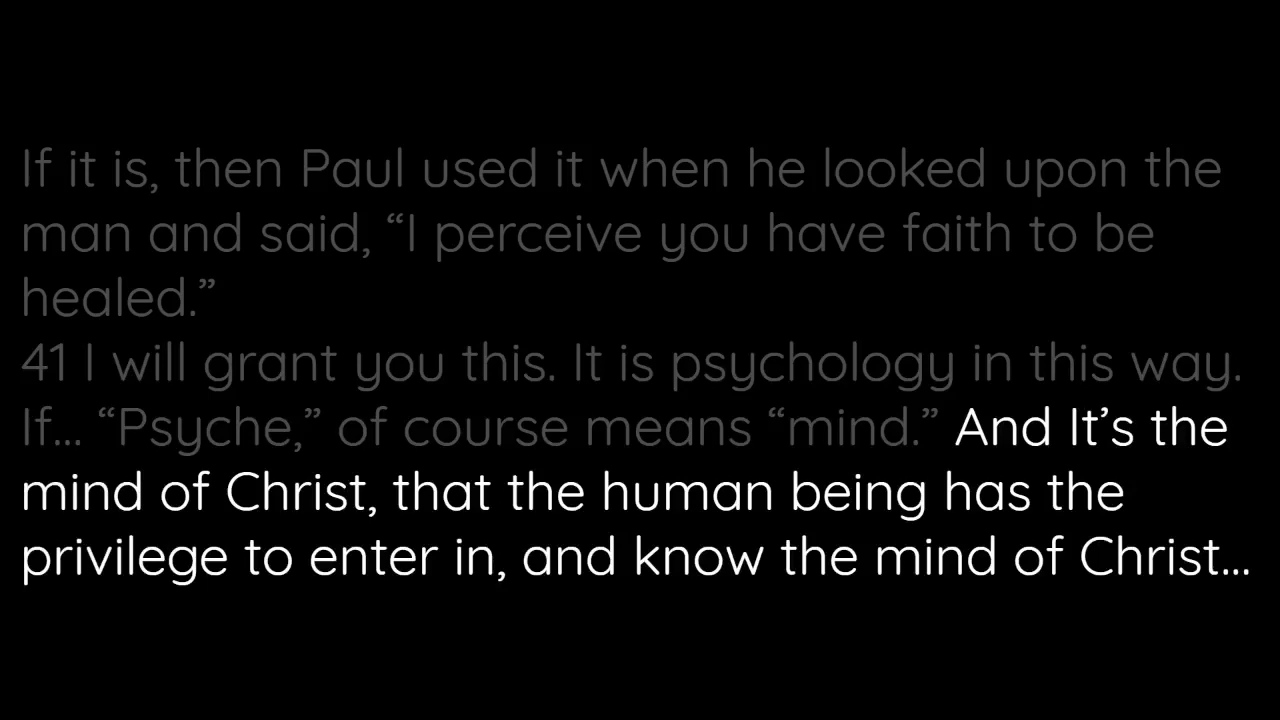 If it is, then Paul used it when he looked upon the
man and said, “I perceive you have faith to be
healed.”
41 I will grant you this. It is psychology in this way.
If... “Psyche,” of course means “mind.” And It’s the
mind of Christ, that the human being has the
privilege to enter in, and know the mind of Christ...